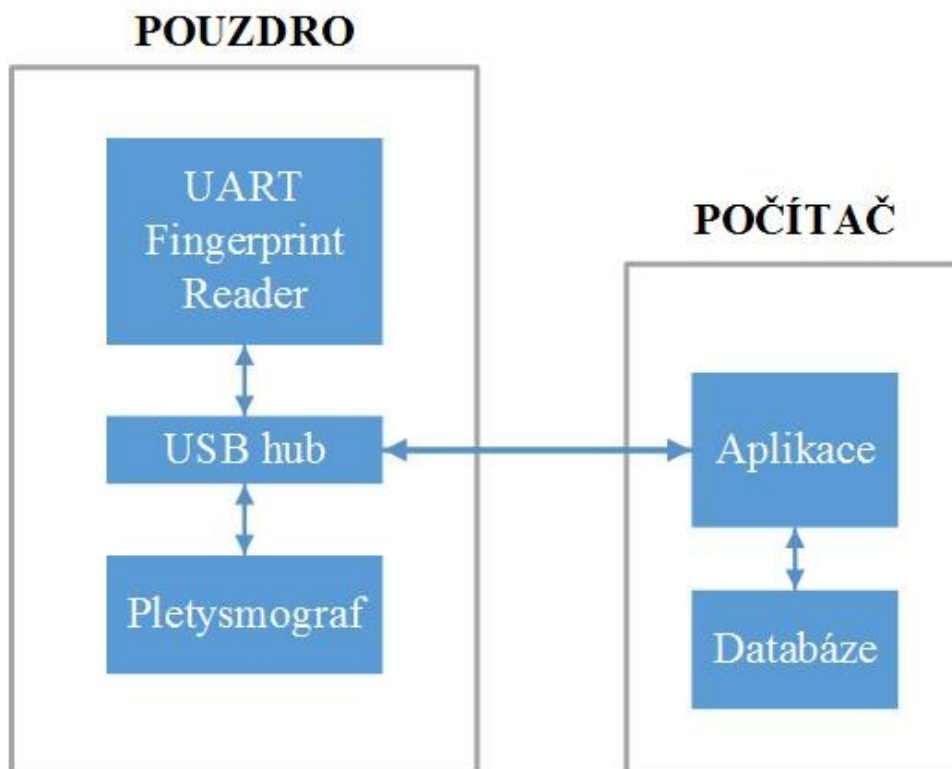 POUZDRO
UART
Fingerprint
Reader
USB hub
Pletysmograf
POČÍTAČ
Aplikace
Databáze